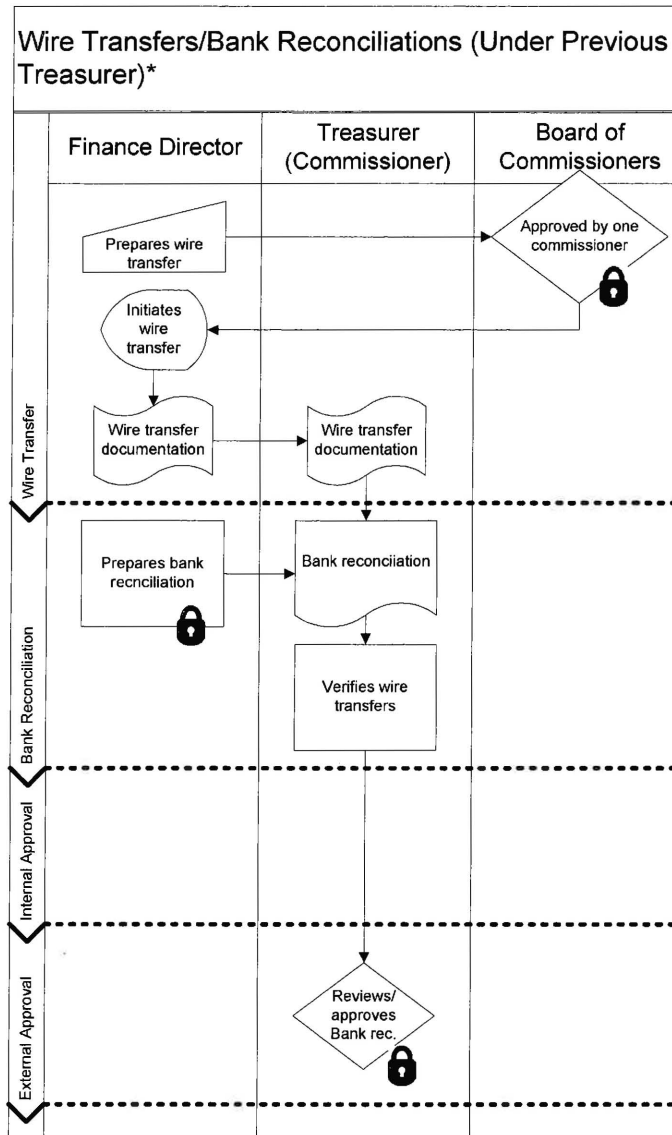 Wire Transfers/Bank Reconciliations (Under Previous
Treasurer)*
Finance Director
Treasurer
(Commissioner)
Board of
Commissioners
Wire Transfer
Prepares wire
transfer
Approved by one
commissioner
Initiates
wire
transfer
Wire transfer
documentation
Wire transfer
documentation
Bank Reconciliation
Prepares bank
recnciliation
Bank reconciiation
Verifies wire
transfers
Internal Approval
External Approval
Reviews/
approves
Bank rec.